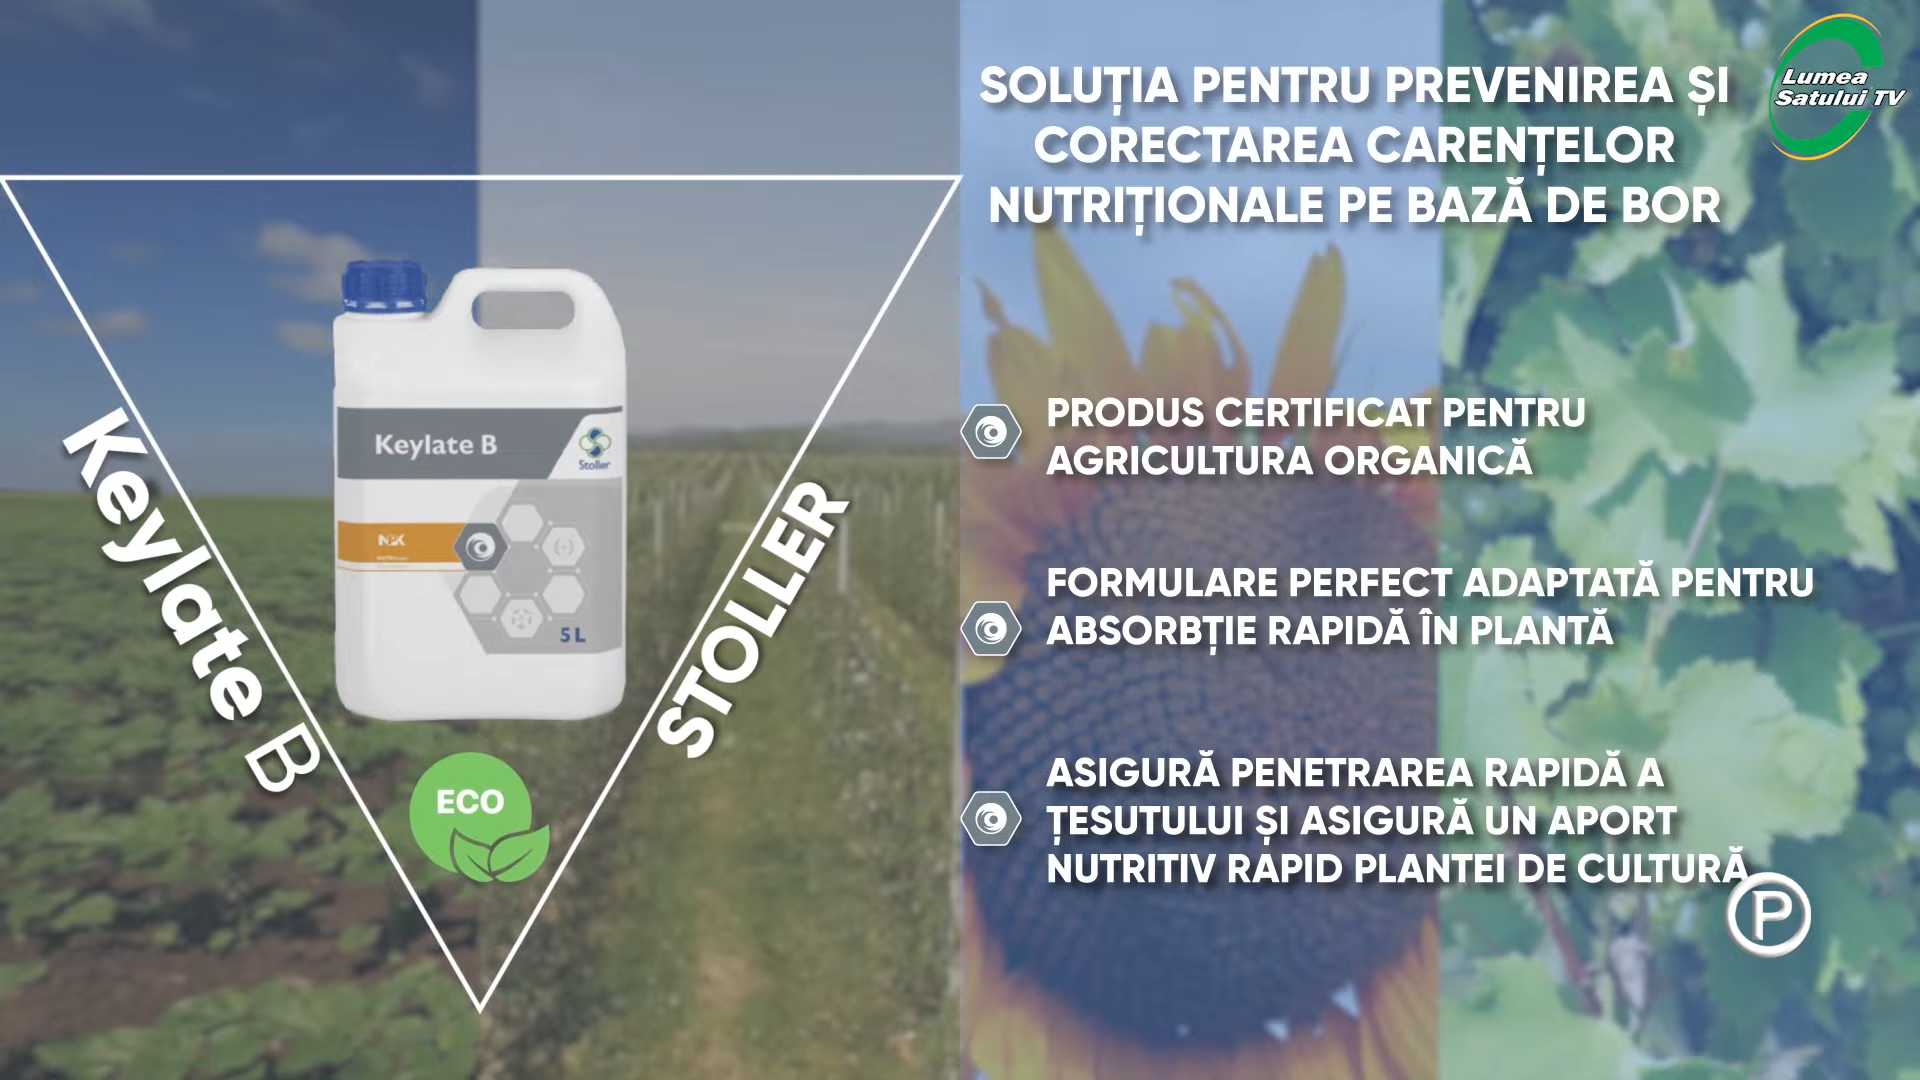 Lumea
Satului TV
SOLUȚIA PENTRU PREVENIREA ȘI
CORECTAREA CARENȚELOR
NUTRIȚIONALE PE BAZĂ DE BOR
Keylate B
STOLLER
Keylate B
Stoller
NPK
5 L
ECO
PRODUS CERTIFICAT PENTRU
AGRICULTURA ORGANICĂ
FORMULARE PERFECT ADAPTATĂ PENTRU
ABSORBȚIE RAPIDĂ ÎN PLANTĂ
ASIGURĂ PENETRAREA RAPIDĂ A
ȚESUTULUI ȘI ASIGURĂ UN APORT
NUTRITIV RAPID PLANTEI DE CULTURĂ
P